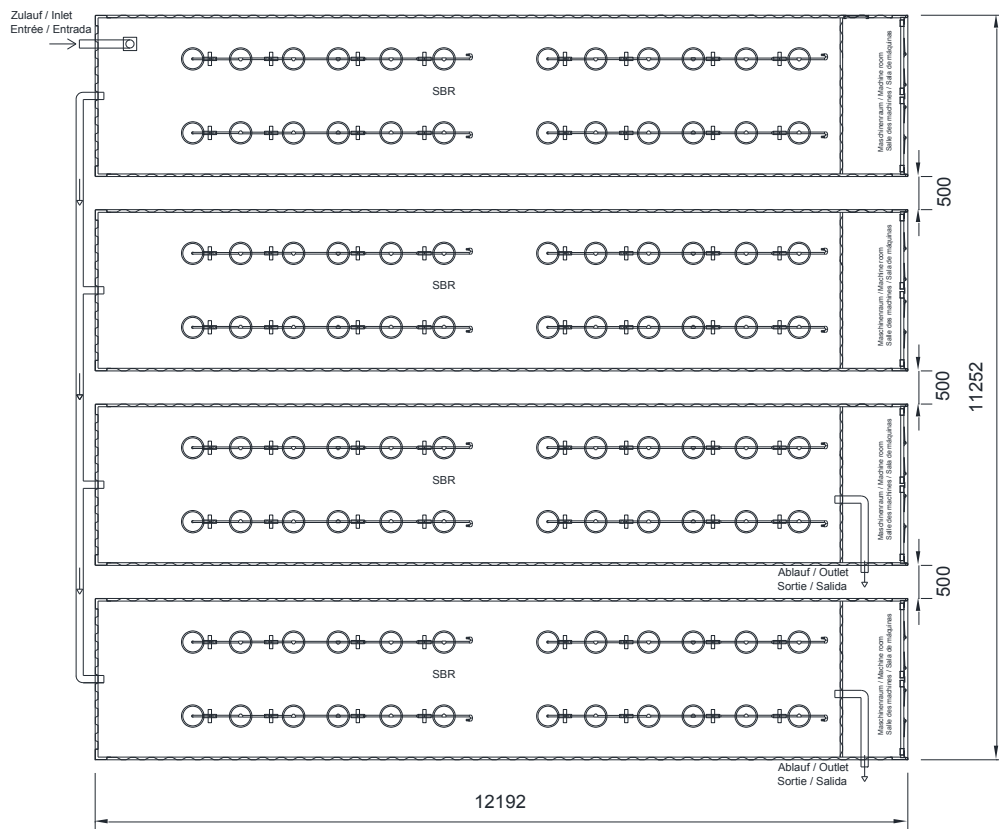 Zulauf / Inlet
Entrée / Entrada
SBR
Maschinenraum / Machine room
Salle des machines / Sala de máquinas
500
SBR
Maschinenraum / Machine room
Salle des machines / Sala de máquinas
500
11252
SBR
Maschinenraum / Machine room
Salle des machines / Sala de máquinas
Ablauf / Outlet
Sortie / Salida
500
SBR
Maschinenraum / Machine room
Salle des machines / Sala de máquinas
Ablauf / Outlet
Sortie / Salida
12192